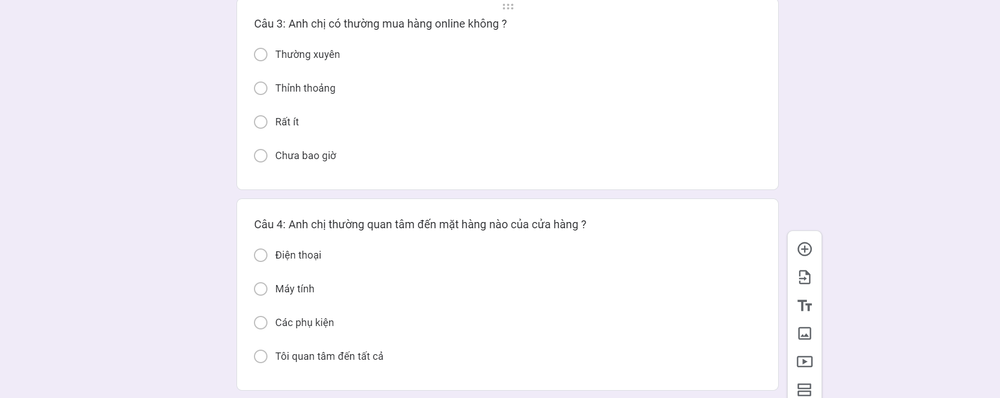 Câu 3: Anh chị có thường mua hàng online không ?
Thường xuyên
Thỉnh thoảng
Rất ít
Chưa bao giờ
Câu 4: Anh chị thường quan tâm đến mặt hàng nào của cửa hàng ?
Điện thoại
Máy tính
Các phụ kiện
Tôi quan tâm đến tất cả